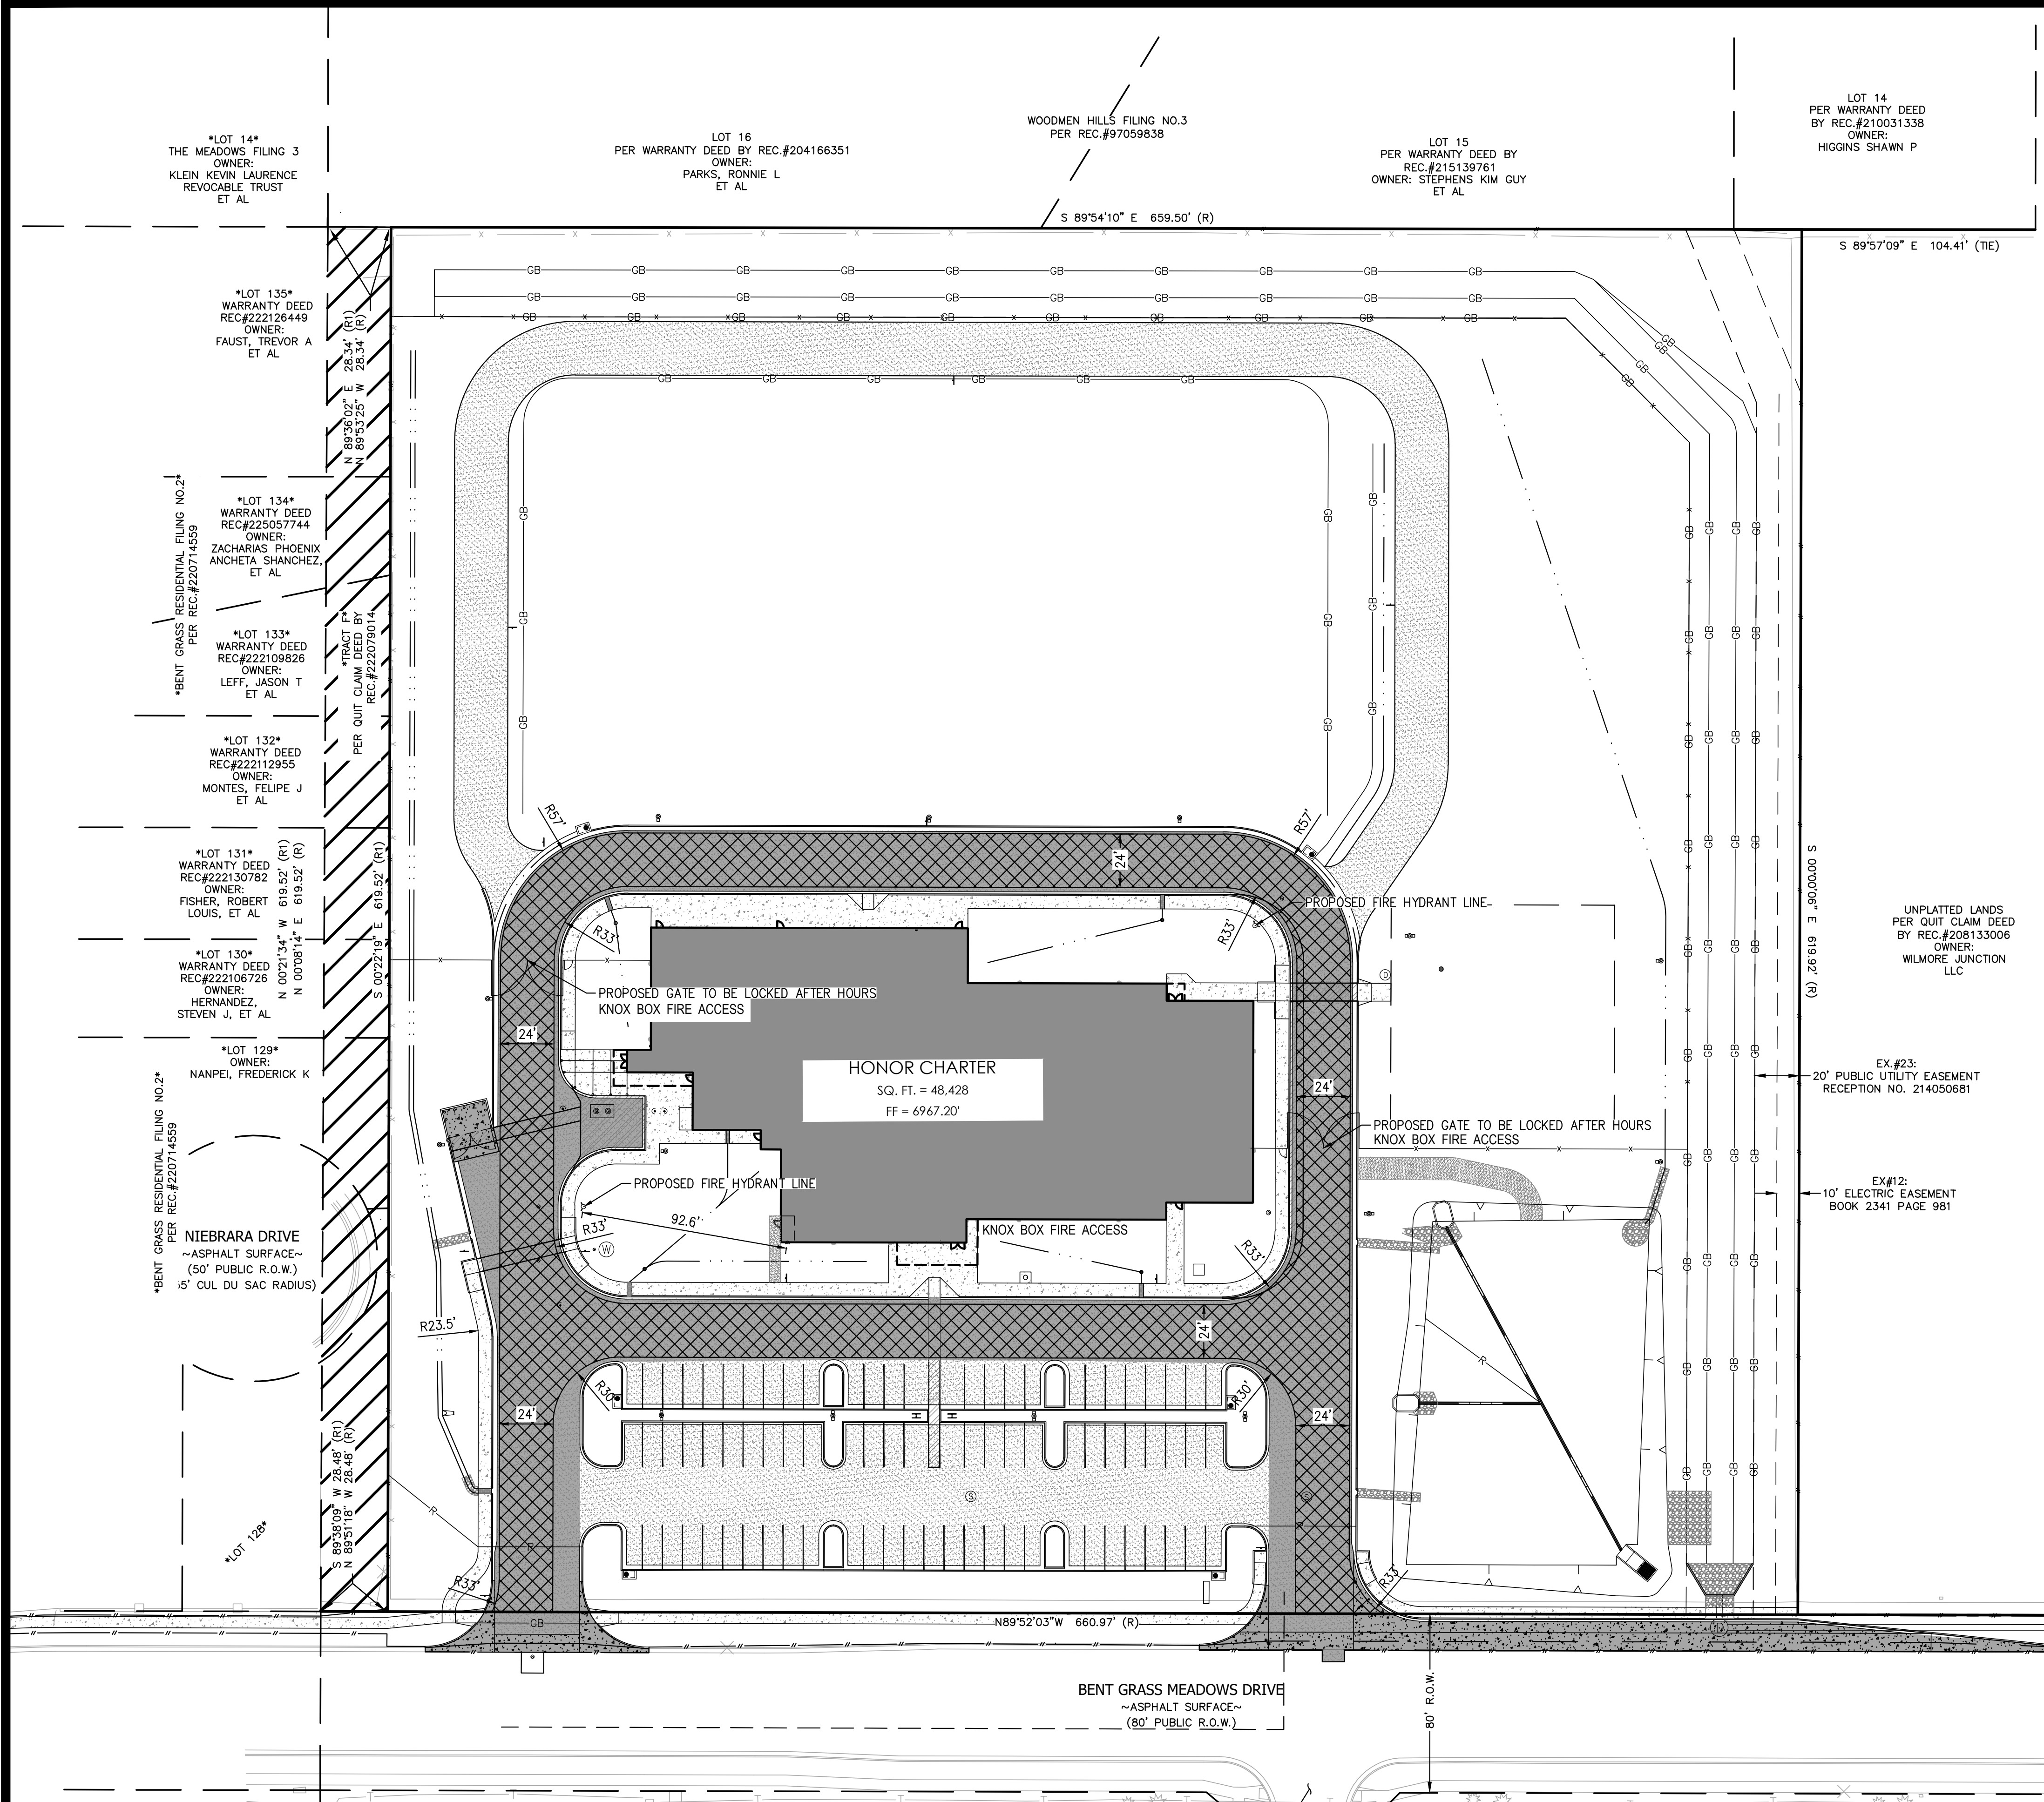 *LOT 14*
THE MEADOWS FILING 3
OWNER:
KLEIN KEVIN LAURENCE
REVOCABLE TRUST
ET AL
LOT 16
PER WARRANTY DEED BY REC.#204166351
OWNER:
PARKS, RONNIE L
ET AL
WOODMEN HILLS FILING NO.3
PER REC.#97059838
LOT 15
PER WARRANTY DEED BY
REC.#215139761
OWNER: STEPHENS KIM GUY
ET AL
LOT 14
PER WARRANTY DEED
BY REC.#210031338
OWNER:
HIGGINS SHAWN P
S 89°54'10" E 659.50' (R)
S 89°57'09" E 104.41' (TIE)
*LOT 135*
WARRANTY DEED
REC#222126449
OWNER:
FAUST, TREVOR A
ET AL
N 89°36'02" E 28.34' (R1)
N 89°53'25" W 28.34' (R)
*BENT GRASS RESIDENTIAL FILING NO.2*
PER REC.#220714559
*LOT 134*
WARRANTY DEED
REC#225057744
OWNER:
ZACHARIAS PHOENIX
ANCHETA SHANCHEZ,
ET AL
*LOT 133*
WARRANTY DEED
REC#222109826
OWNER:
LEFF, JASON T
ET AL
*TRACT F*
PER QUIT CLAIM DEED BY
REC.#222079014
*LOT 132*
WARRANTY DEED
REC#222112955
OWNER:
MONTES, FELIPE J
ET AL
*LOT 131*
WARRANTY DEED
REC#222130782
OWNER:
FISHER, ROBERT
LOUIS, ET AL
N 00°21'34" W 619.52' (R1)
N 00°08'14" E 619.52' (R)
S 00°22'19" E 619.52' (R1)
*LOT 130*
WARRANTY DEED
REC#222106726
OWNER:
HERNANDEZ,
STEVEN J, ET AL
*LOT 129*
OWNER:
NANPEI, FREDERICK K
*BENT GRASS RESIDENTIAL FILING NO.2*
PER REC.#220714559
NIEBRARA DRIVE
~ASPHALT SURFACE~
(50' PUBLIC R.O.W.)
5' CUL DU SAC RADIUS)
*LOT 128*
S 89°38'09" W 28.48' (R1)
N 89°51'18" W 28.48' (R)
R57'
R57'
24'
PROPOSED FIRE HYDRANT LINE
R33'
R33'
PROPOSED GATE TO BE LOCKED AFTER HOURS
KNOX BOX FIRE ACCESS
24'
HONOR CHARTER
SQ. FT. = 48,428
FF = 6967.20'
24'
PROPOSED GATE TO BE LOCKED AFTER HOURS
KNOX BOX FIRE ACCESS
PROPOSED FIRE HYDRANT LINE
92.6'
R33'
KNOX BOX FIRE ACCESS
R33'
R23.5'
24'
R30'
R30'
24'
24'
R33'
R33'
S 00°00'06" E 619.92' (R)
UNPLATTED LANDS
PER QUIT CLAIM DEED
BY REC.#208133006
OWNER:
WILMORE JUNCTION
LLC
EX.#23:
20' PUBLIC UTILITY EASEMENT
RECEPTION NO. 214050681
EX#12:
10' ELECTRIC EASEMENT
BOOK 2341 PAGE 981
N89°52'03"W 660.97' (R)
BENT GRASS MEADOWS DRIVE
~ASPHALT SURFACE~
(80' PUBLIC R.O.W.)
80' R.O.W.